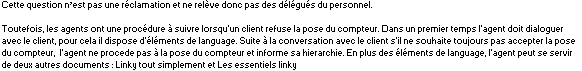 Cette question n'est pas une réclamation et ne relève donc pas des délégués du personnel.
Toutefois, les agents ont une procédure à suivre lorsqu'un client refuse la pose du compteur. Dans un premier temps l'agent doit dialoguer
avec le client, pour cela il dispose d'éléments de language. Suite à la conversation avec le client s'il ne souhaite toujours pas accepter la pose
du compteur, l'agent ne procede pas à la pose du compteur et informe sa hierarchie. En plus des éléments de language, l'agent peut se servir
de deux autres documents : Linky tout simplement et Les essentiels linky